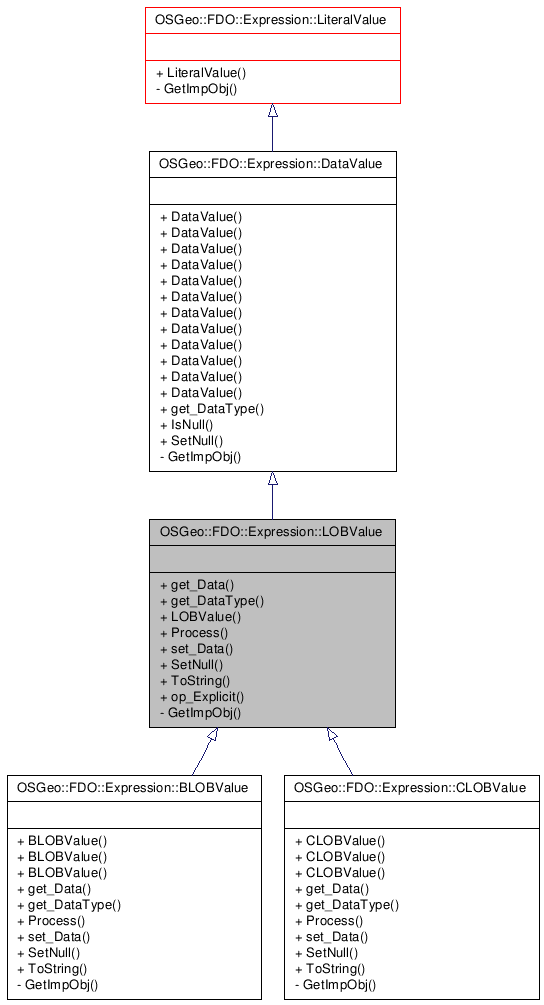 OSGeo::FDO::Expression::LiteralValue
+ LiteralValue()
- GetImpObj()
OSGeo::FDO::Expression::DataValue
+ DataValue()
+ DataValue()
+ DataValue()
+ DataValue()
+ DataValue()
+ DataValue()
+ DataValue()
+ DataValue()
+ DataValue()
+ DataValue()
+ DataValue()
+ DataValue()
+ get_DataType()
+ IsNull()
+ SetNull()
- GetImpObj()
OSGeo::FDO::Expression::LOBValue
+ get_Data()
+ get_DataType()
+ LOBValue()
+ Process()
+ set_Data()
+ SetNull()
+ ToString()
+ op_Explicit()
- GetImpObj()
OSGeo::FDO::Expression::BLOBValue
+ BLOBValue()
+ BLOBValue()
+ BLOBValue()
+ get_Data()
+ get_DataType()
+ Process()
+ set_Data()
+ SetNull()
+ ToString()
- GetImpObj()
OSGeo::FDO::Expression::CLOBValue
+ CLOBValue()
+ CLOBValue()
+ CLOBValue()
+ get_Data()
+ get_DataType()
+ Process()
+ set_Data()
+ SetNull()
+ ToString()
- GetImpObj()